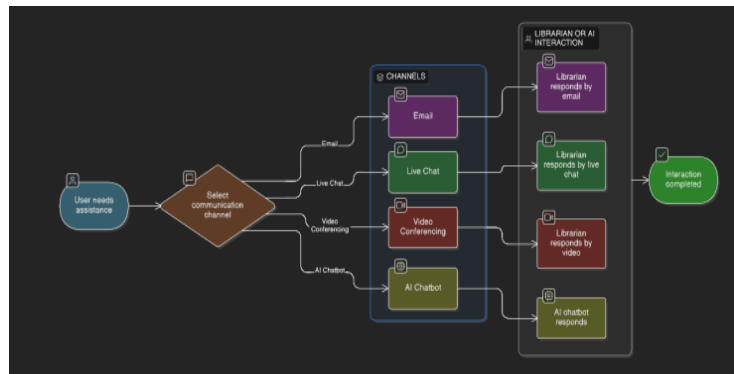 LIBRARIAN OR AI
INTERACTION
CHANNELS
Librarian
responds by
email
Email
Email
Live Chat
Librarian
responds by live
chat
Live Chat
User needs
assistance
Select
communication
channel
Interaction
completed
Video
Conferencing
Video
Conferencing
Librarian
responds by
video
AI Chatbot
AI Chatbot
AI chatbot
responds